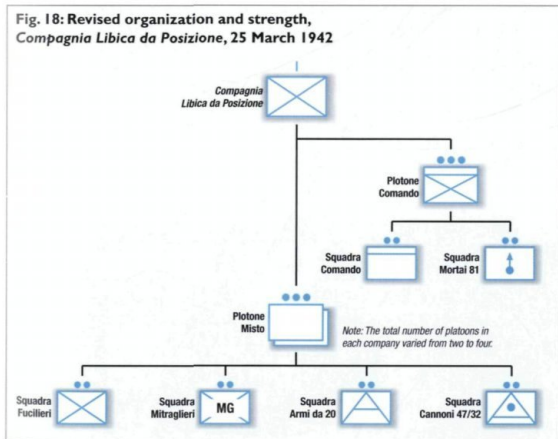 Fig. 18: Revised organization and strength,
Compagnia Libica da Posizione, 25 March 1942
Compagnia
Libica da Posizione
Plotone
Comando
Squadra
Comando
Squadra
Mortai 81
Plotone
Misto
Note: The total number of platoons in
each company varied from two to four.
Squadra
Fucilieri
Squadra
Mitraglieri
MG
Squadra
Armi da 20
Squadra
Cannoni 47/32